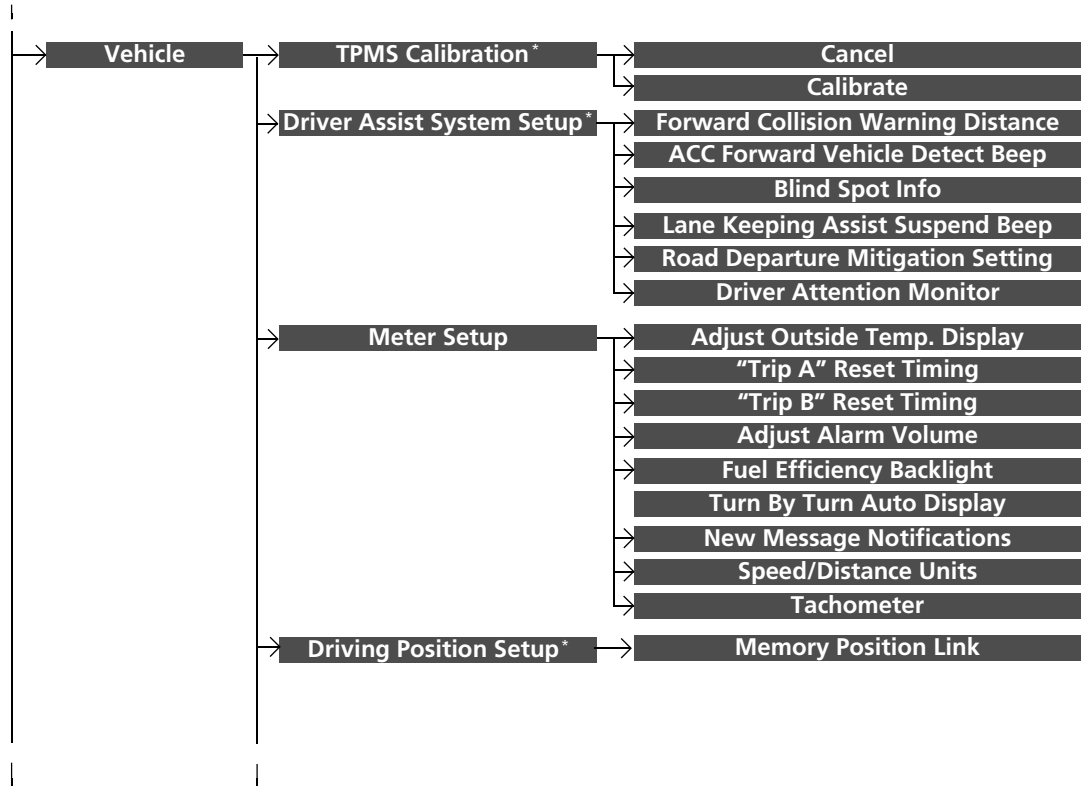 Vehicle
TPMS Calibration*
Cancel
Calibrate
Driver Assist System Setup*
Forward Collision Warning Distance
ACC Forward Vehicle Detect Beep
Blind Spot Info
Lane Keeping Assist Suspend Beep
Road Departure Mitigation Setting
Driver Attention Monitor
Meter Setup
Adjust Outside Temp. Display
“Trip A” Reset Timing
“Trip B” Reset Timing
Adjust Alarm Volume
Fuel Efficiency Backlight
Turn By Turn Auto Display
New Message Notifications
Speed/Distance Units
Tachometer
Driving Position Setup*
Memory Position Link